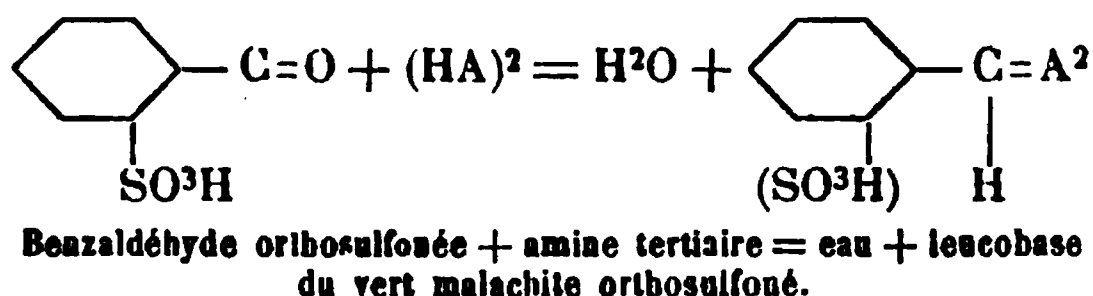 C=O + (HA)² = H²O + C=A²
SO³H (SO³H) H
Benzaldéhyde orthosulfonée + amine tertiaire = eau + leucobase
du vert malachite orthosulfoné.